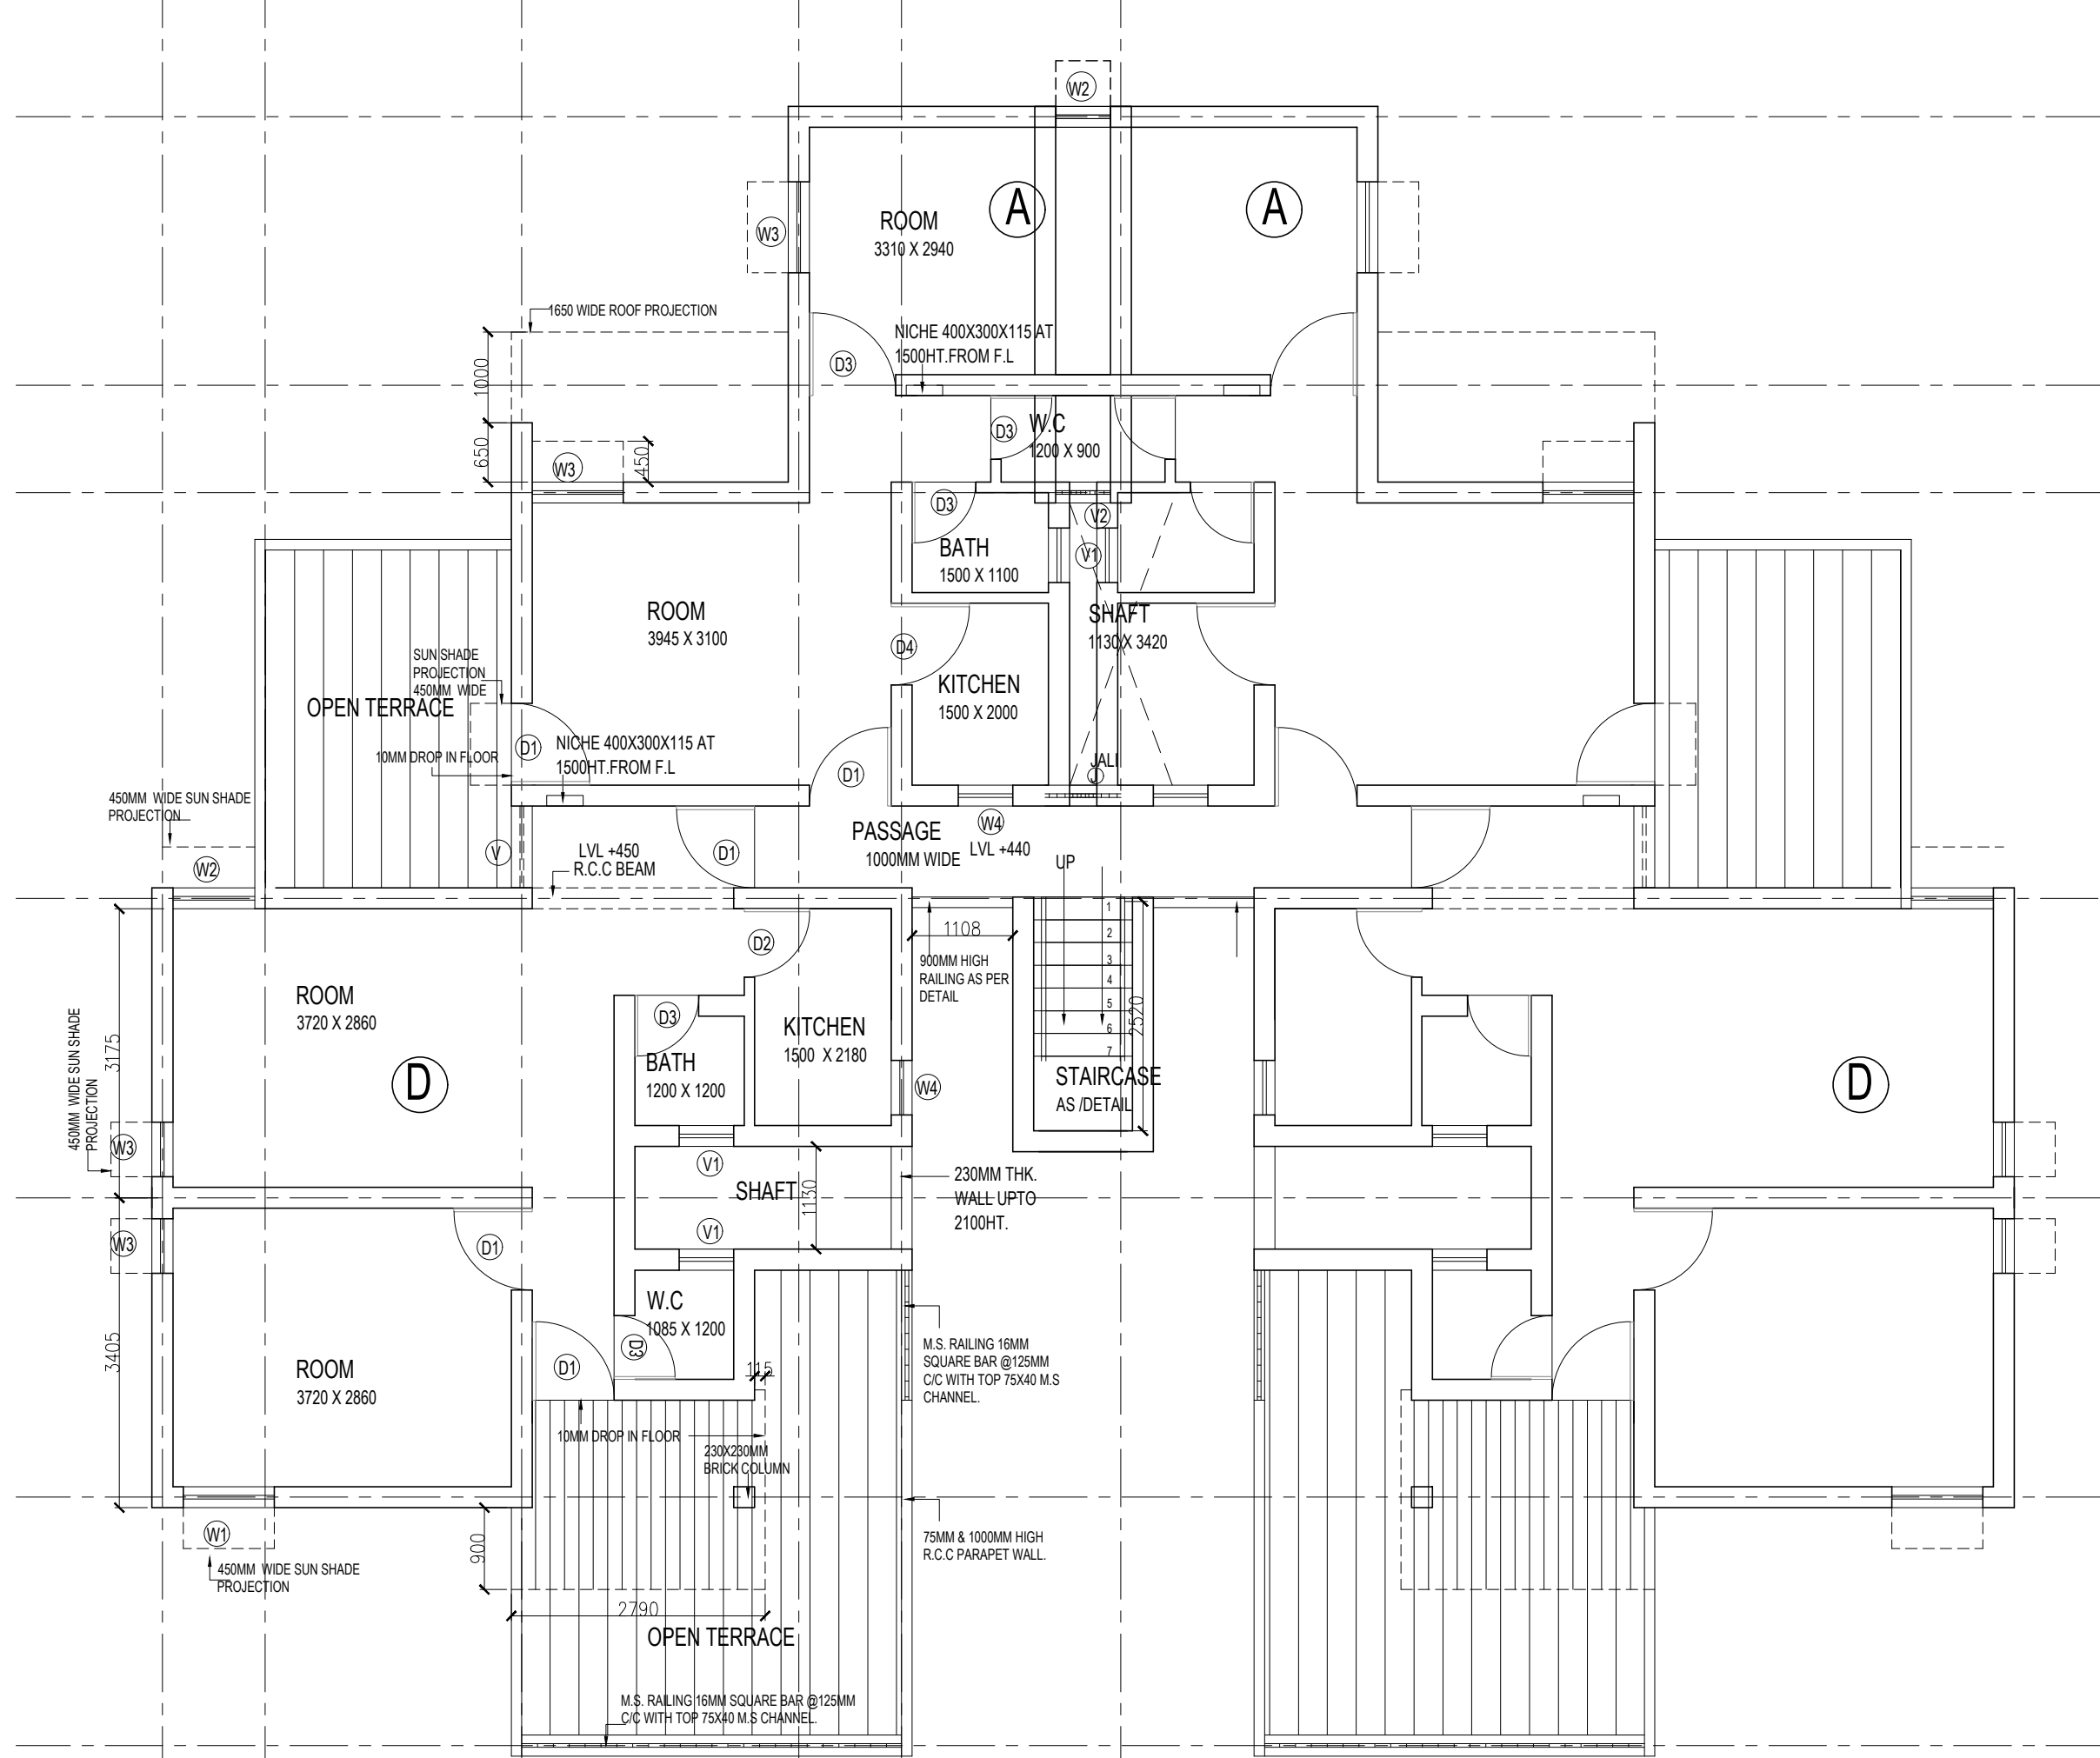 W2
A
A
ROOM
3310 X 2940
W3
1650 WIDE ROOF PROJECTION
NICHE 400X300X115 AT
1500HT.FROM F.L
D3
1000
650
450
W3
D3
W.C
1200 X 900
D3
V2
BATH
1500 X 1100
V1
ROOM
3945 X 3100
SHAFT
1130 X 3420
D4
SUN SHADE
PROJECTION
450MM WIDE
OPEN TERRACE
KITCHEN
1500 X 2000
D1
NICHE 400X300X115 AT
1500HT.FROM F.L
10MM DROP IN FLOOR
D1
JALI
J
450MM WIDE SUN SHADE
PROJECTION
W4
PASSAGE
1000MM WIDE
LVL +440
V
LVL +450
R.C.C BEAM
D1
UP
W2
1
2
3
4
5
6
7
1108
D2
900MM HIGH
RAILING AS PER
DETAIL
2520
ROOM
3720 X 2860
D3
KITCHEN
1500 X 2180
BATH
1200 X 1200
STAIRCASE
AS /DETAIL
W4
D
D
3175
450MM WIDE SUN SHADE
PROJECTION
W3
V1
SHAFT
1130
230MM THK.
WALL UPTO
2100HT.
W3
D1
V1
W.C
1085 X 1200
D3
D1
115
3405
ROOM
3720 X 2860
M.S. RAILING 16MM
SQUARE BAR @125MM
C/C WITH TOP 75X40 M.S
CHANNEL.
10MM DROP IN FLOOR
230X230MM
BRICK COLUMN
W1
900
75MM & 1000MM HIGH
R.C.C PARAPET WALL.
450MM WIDE SUN SHADE
PROJECTION
2790
OPEN TERRACE
M.S. RAILING 16MM SQUARE BAR @125MM
C/C WITH TOP 75X40 M.S CHANNEL.